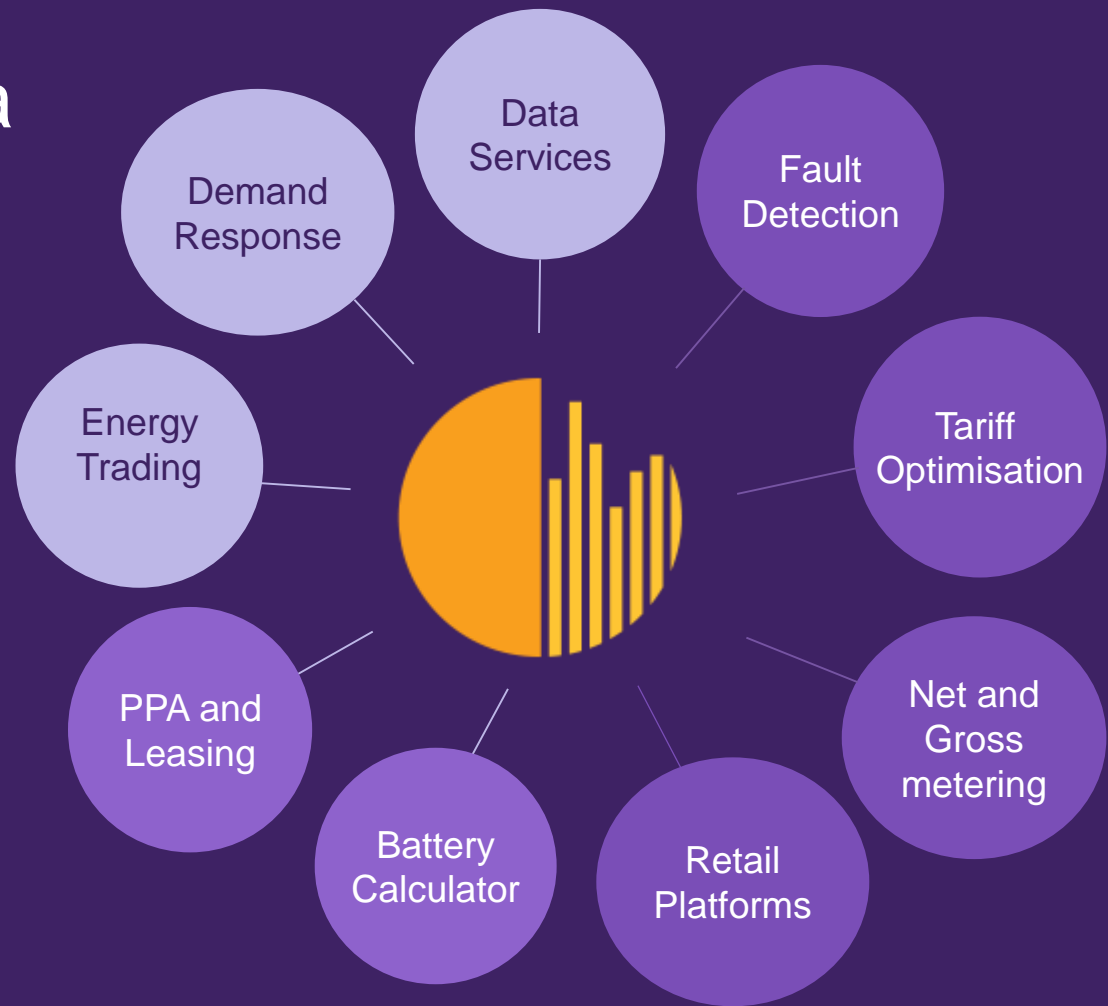 a
Data
Services
Fault
Detection
Demand
Response
Tariff
Optimisation
Energy
Trading
Net and
Gross
metering
PPA and
Leasing
Battery
Calculator
Retail
Platforms